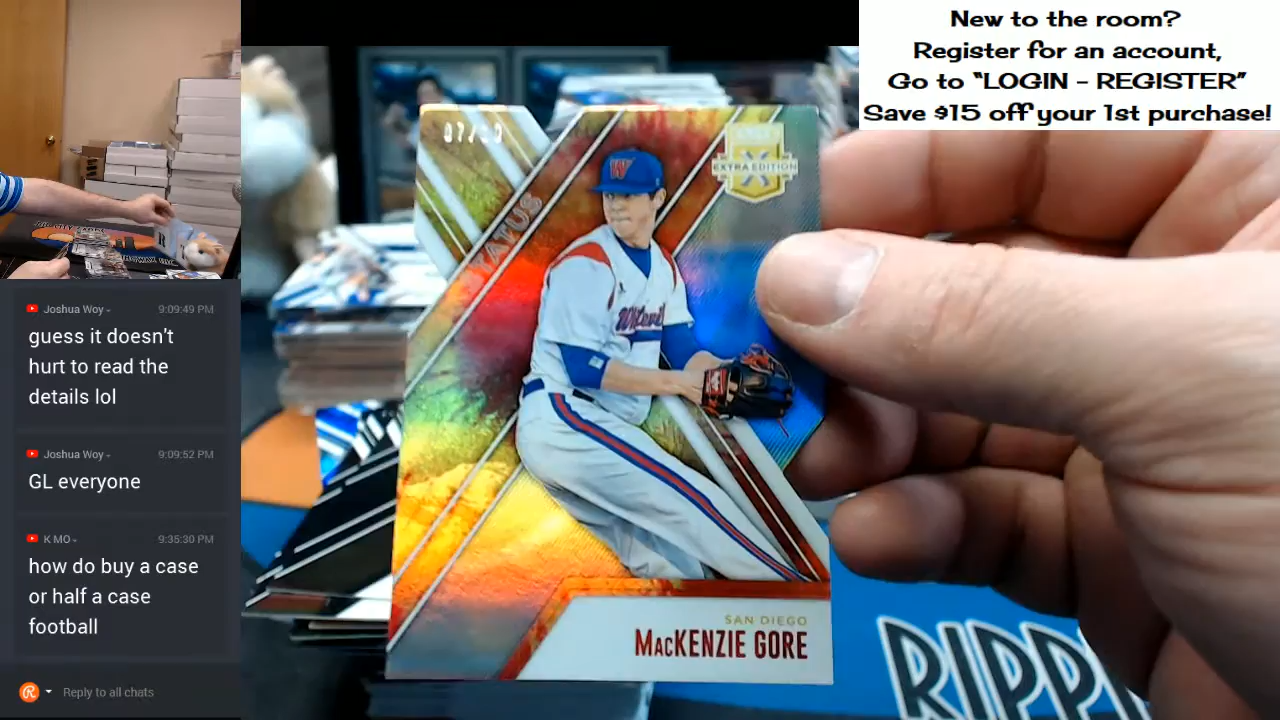 New to the room?
Register for an account,
Go to "LOGIN - REGISTER"
Save $15 off your 1st purchase!
Joshua Woy
9:09:49 PM
guess it doesn't
hurt to read the
details lol
Joshua Woy
9:09:52 PM
GL everyone
K MO
9:35:30 PM
how do buy a case
or half a case
football
Reply to all chats
EXTRA EDITION
W
SAN DIEGO
MACKENZIE GORE